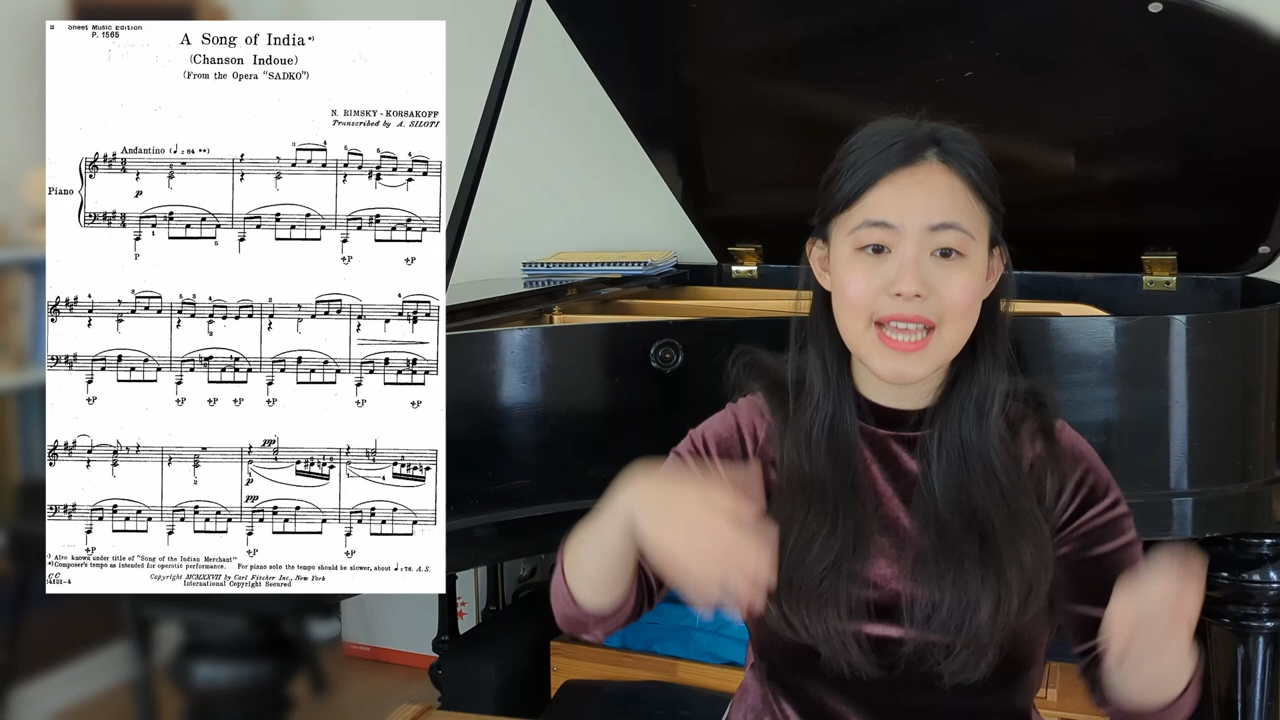 2 Sheet Music Edition
P. 1565
A Song of India*)
(Chanson Indoue)
(From the Opera "SADKO")
N. RIMSKY-KORSAKOFF
Transcribed by A. SILOTI
Andantino (♩=84 **)
Piano
p
P +P +P
+P +P +P +P +P +P +P
pp
p
pp
+P +P +P
*) Also known under title of "Song of the Indian Merchant"
*) Composer's tempo as intended for operatic performance. For piano solo the tempo should be slower, about ♩=76. A. S.
Copyright MCMXXVII by Carl Fischer Inc., New York
International Copyright Secured